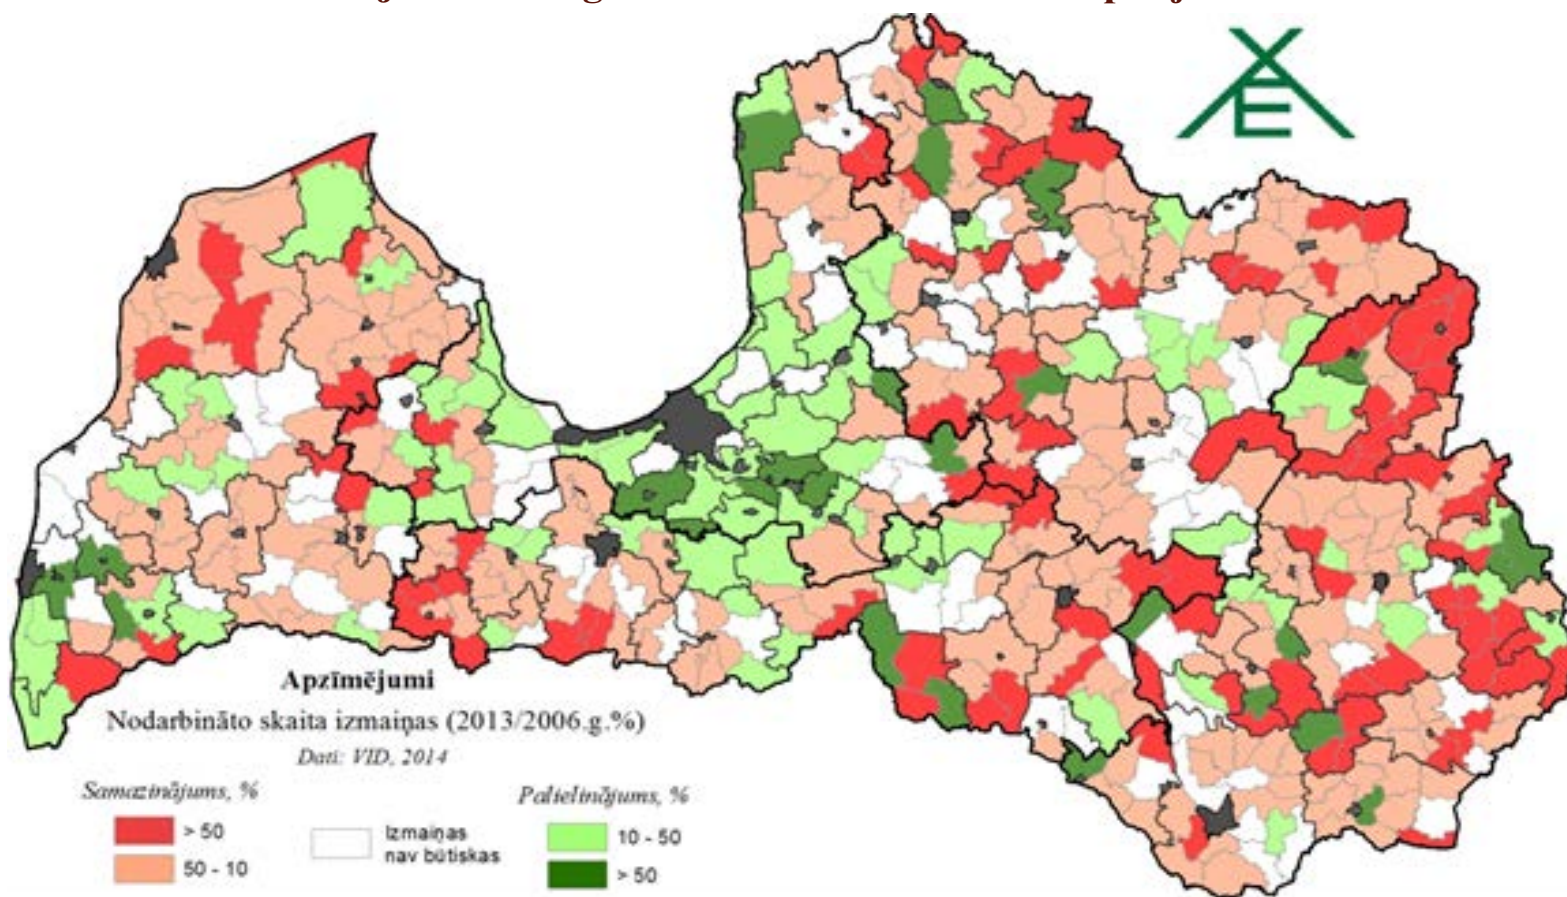 Apzīmējumi
Nodarbināto skaita izmaiņas (2013/2006.g.%)
Dati: VID, 2014
Samazinājums, %
> 50
50 - 10
Izmaiņas
nav būtiskas
Palielinājums, %
10 - 50
> 50